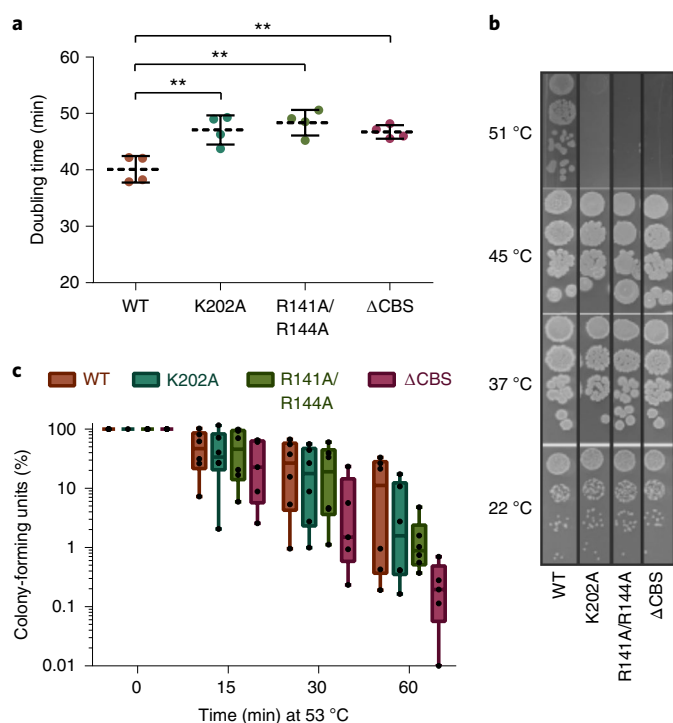 a
**
**
**
60
50
40
30
20
Doubling time (min)
WT
K202A
R141A/
R144A
ΔCBS
b
51 °C
45 °C
37 °C
22 °C
WT
K202A
R141A/R144A
ΔCBS
c
WT
K202A
R141A/
R144A
ΔCBS
100
10
1
0.1
0.01
Colony-forming units (%)
0
15
30
60
Time (min) at 53 °C